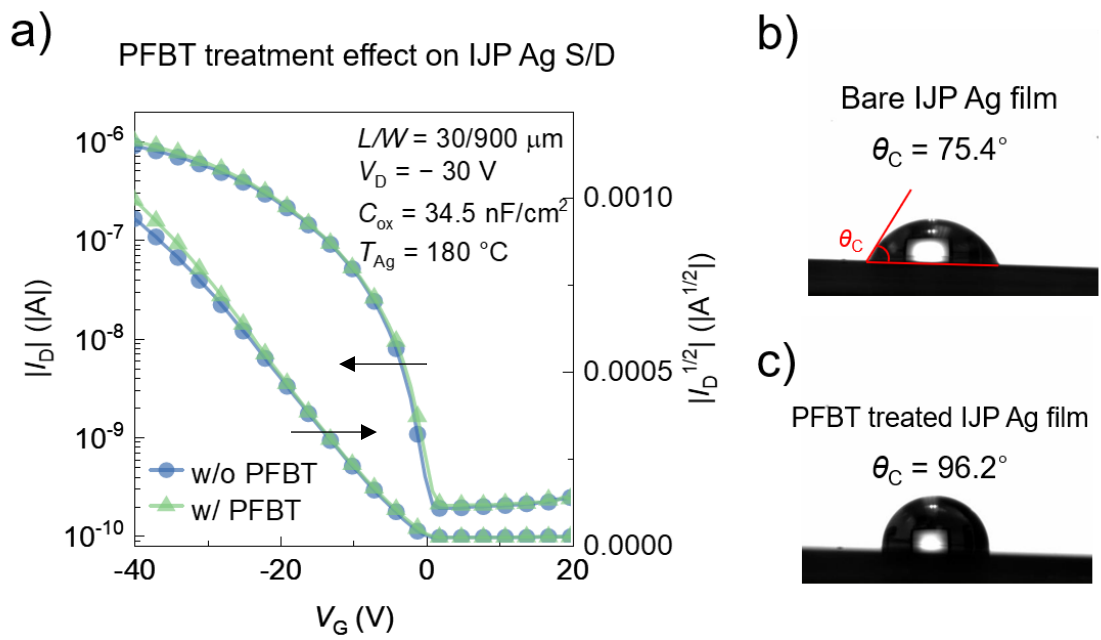 a)
PFBT treatment effect on IJP Ag S/D
L/W = 30/900 μm
V_D = − 30 V
C_ox = 34.5 nF/cm²
T_Ag = 180 °C
w/o PFBT
w/ PFBT
|I_D| (|A|)
10⁻⁶
10⁻⁷
10⁻⁸
10⁻⁹
10⁻¹⁰
|I_D^1/2| (|A^1/2|)
0.0010
0.0005
0.0000
-40
-20
0
20
V_G (V)
b)
Bare IJP Ag film
θ_C = 75.4°
θ_C
c)
PFBT treated IJP Ag film
θ_C = 96.2°